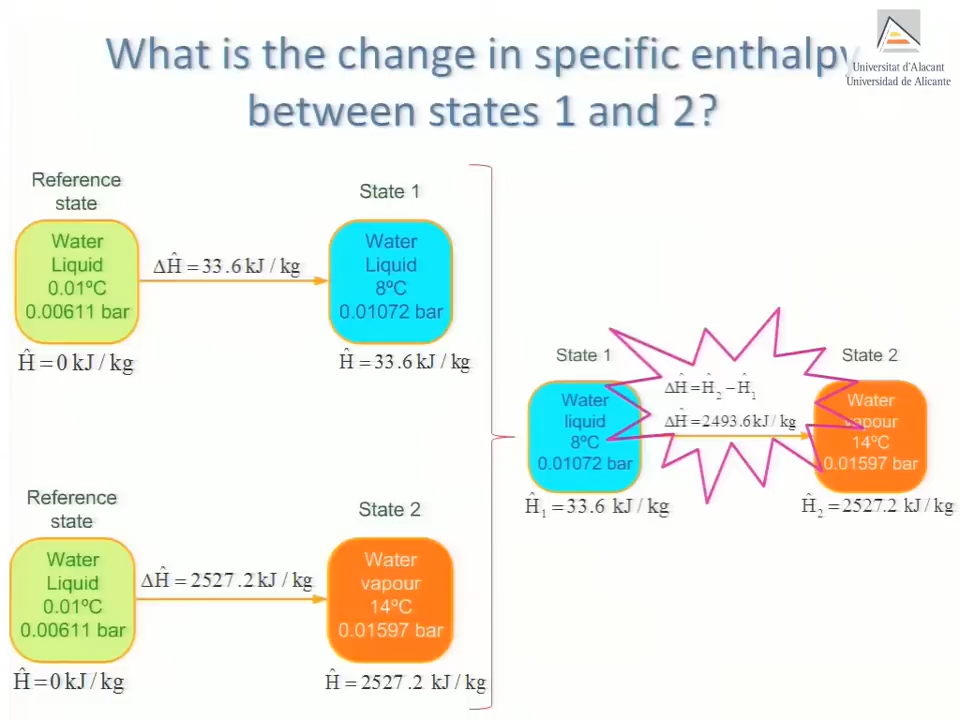 What is the change in specific enthalpy
between states 1 and 2?
Universitat d'Alacant
Universidad de Alicante
Reference
state
Water
Liquid
0.01ºC
0.00611 bar
Ĥ = 0 kJ / kg
ΔĤ = 33.6 kJ / kg
State 1
Water
Liquid
8ºC
0.01072 bar
Ĥ = 33.6 kJ / kg
Reference
state
Water
Liquid
0.01ºC
0.00611 bar
Ĥ = 0 kJ / kg
ΔĤ = 2527.2 kJ / kg
State 2
Water
vapour
14ºC
0.01597 bar
Ĥ = 2527.2 kJ / kg
State 1
Water
liquid
8ºC
0.01072 bar
Ĥ₁ = 33.6 kJ / kg
ΔĤ = Ĥ₂ − Ĥ₁
ΔĤ = 2493.6 kJ / kg
State 2
Water
vapour
14ºC
0.01597 bar
Ĥ₂ = 2527.2 kJ / kg